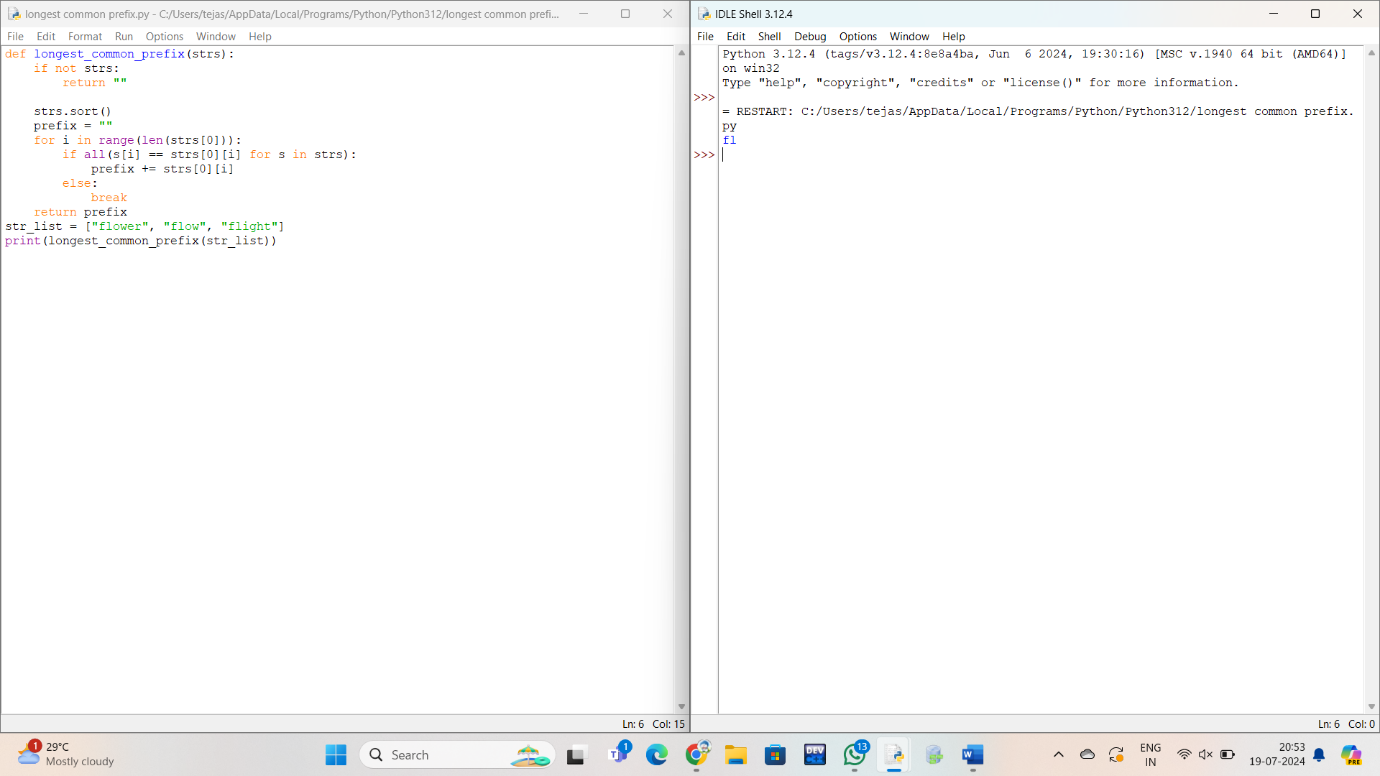 longest common prefix.py - C:/Users/tejas/AppData/Local/Programs/Python/Python312/longest common prefi...
File Edit Format Run Options Window Help
def longest_common_prefix(strs):
    if not strs:
        return ""

    strs.sort()
    prefix = ""
    for i in range(len(strs[0])):
        if all(s[i] == strs[0][i] for s in strs):
            prefix += strs[0][i]
        else:
            break
    return prefix
str_list = ["flower", "flow", "flight"]
print(longest_common_prefix(str_list))
Ln: 6 Col: 15
IDLE Shell 3.12.4
File Edit Shell Debug Options Window Help
Python 3.12.4 (tags/v3.12.4:8e8a4ba, Jun  6 2024, 19:30:16) [MSC v.1940 64 bit (AMD64)]
on win32
Type "help", "copyright", "credits" or "license()" for more information.
>>>
= RESTART: C:/Users/tejas/AppData/Local/Programs/Python/Python312/longest common prefix.
py
fl
>>>
Ln: 6 Col: 0
1
29°C
Mostly cloudy
Search
1
DEV
13
W
ENG
IN
20:53
19-07-2024
PRE